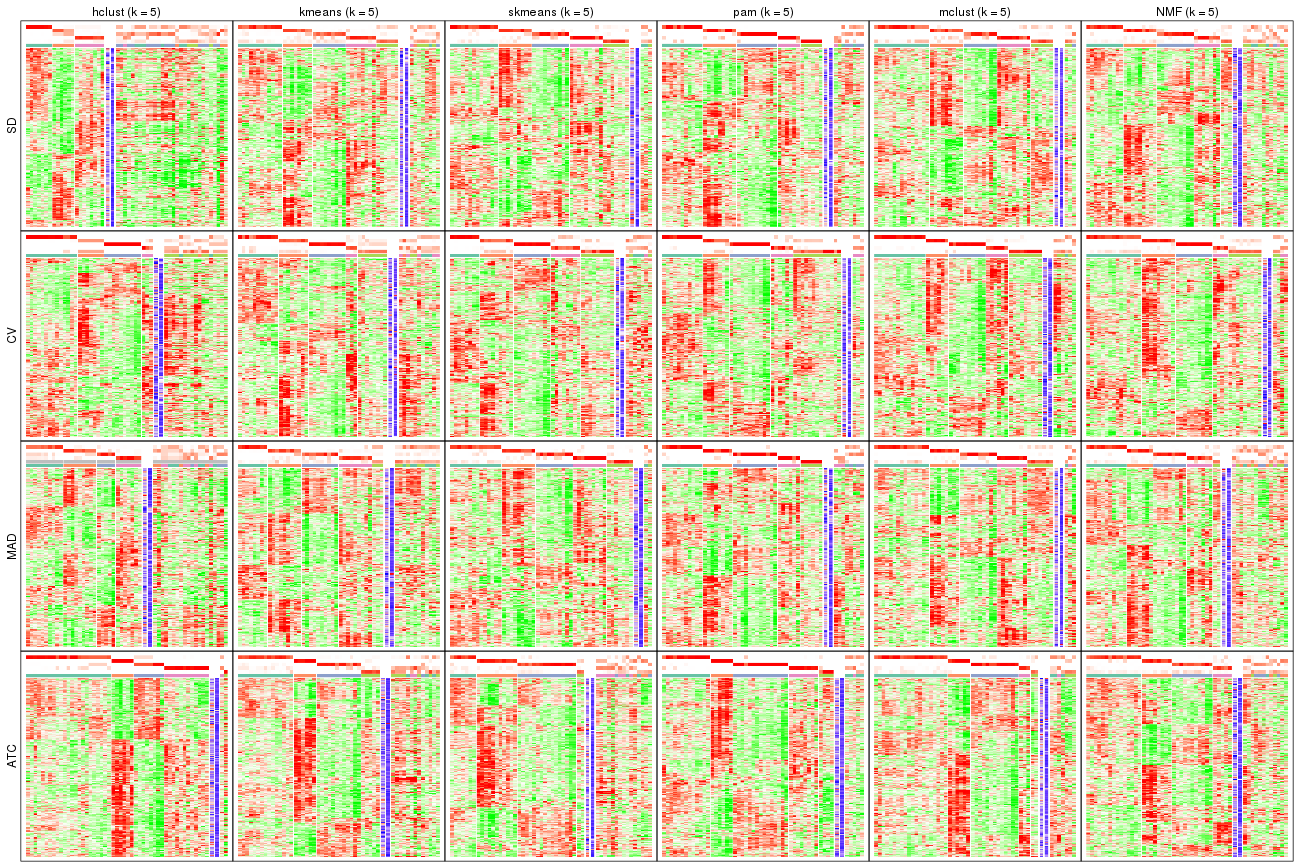 hclust (k = 5) kmeans (k = 5) skmeans (k = 5) pam (k = 5) mclust (k = 5) NMF (k = 5)
SD
CV
MAD
ATC